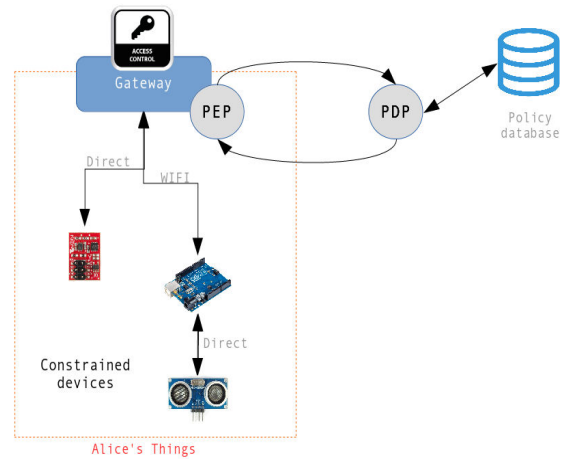 ACCESS
CONTROL
Gateway
PEP
PDP
Policy
database
Direct
WIFI
Direct
Constrained
devices
Alice's Things